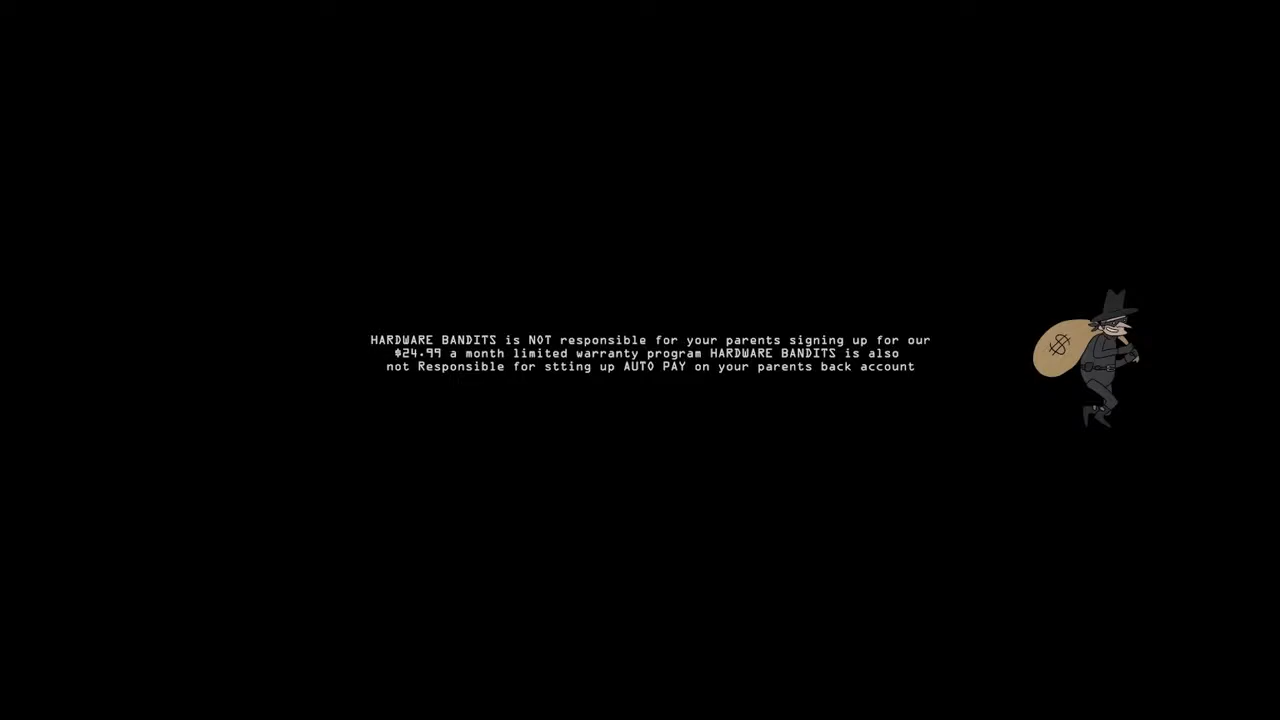 HARDWARE BANDITS is NOT responsible for your parents signing up for our
$24.99 a month limited warranty program HARDWARE BANDITS is also
not Responsible for stting up AUTO PAY on your parents back account
$